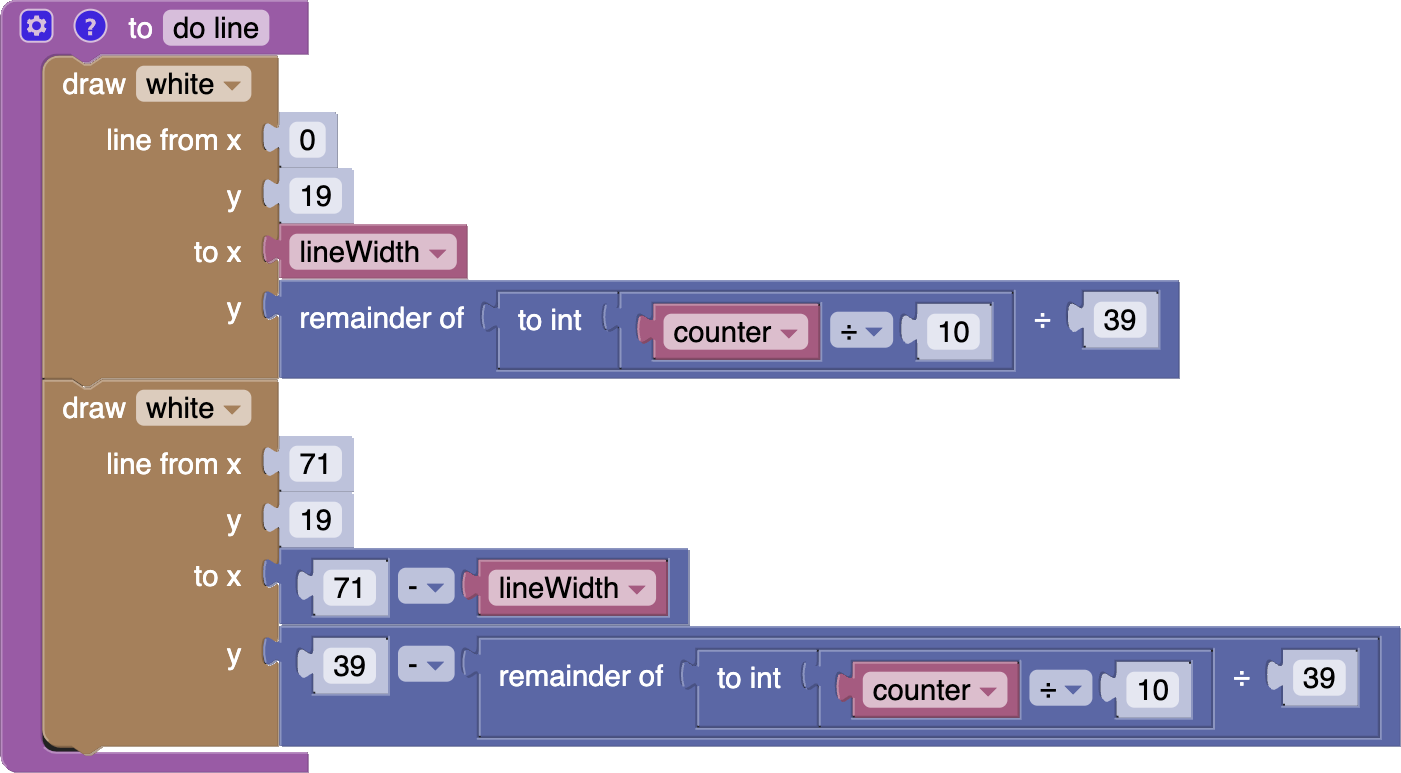 ? to do line
draw white
line from x 0
y 19
to x lineWidth
y remainder of to int counter ÷ 10 ÷ 39
draw white
line from x 71
y 19
to x 71 - lineWidth
y 39 - remainder of to int counter ÷ 10 ÷ 39